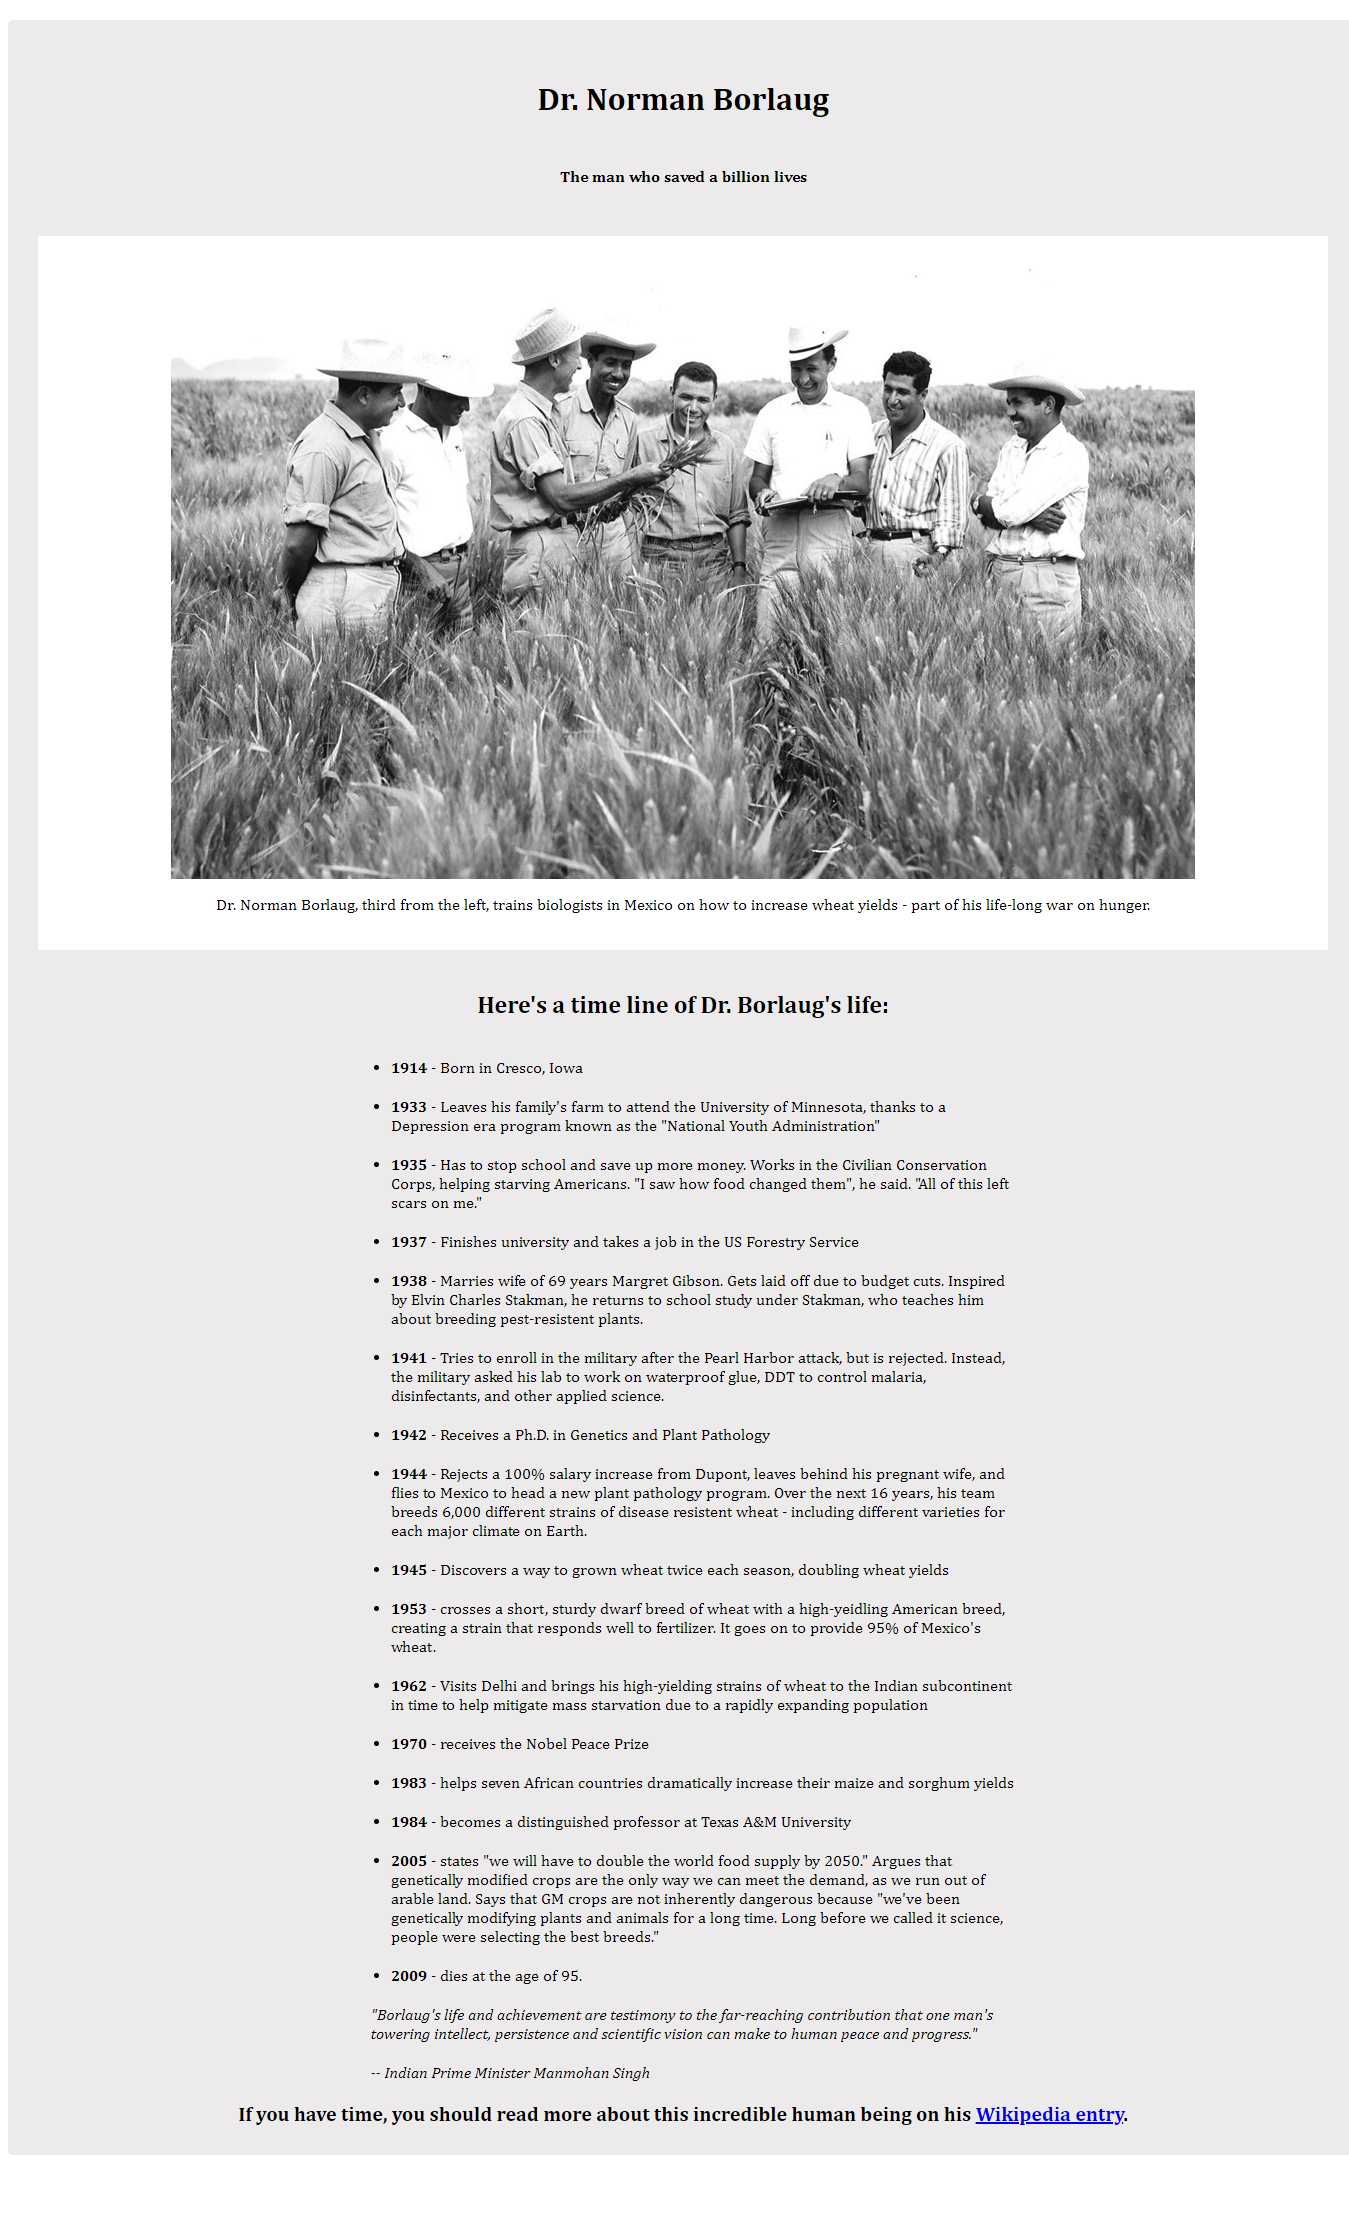 Dr. Norman Borlaug
The man who saved a billion lives
Dr. Norman Borlaug, third from the left, trains biologists in Mexico on how to increase wheat yields - part of his life-long war on hunger.
Here's a time line of Dr. Borlaug's life:
• 1914 - Born in Cresco, Iowa
• 1933 - Leaves his family's farm to attend the University of Minnesota, thanks to a
Depression era program known as the "National Youth Administration"
• 1935 - Has to stop school and save up more money. Works in the Civilian Conservation
Corps, helping starving Americans. "I saw how food changed them", he said. "All of this left
scars on me."
• 1937 - Finishes university and takes a job in the US Forestry Service
• 1938 - Marries wife of 69 years Margret Gibson. Gets laid off due to budget cuts. Inspired
by Elvin Charles Stakman, he returns to school study under Stakman, who teaches him
about breeding pest-resistent plants.
• 1941 - Tries to enroll in the military after the Pearl Harbor attack, but is rejected. Instead,
the military asked his lab to work on waterproof glue, DDT to control malaria,
disinfectants, and other applied science.
• 1942 - Receives a Ph.D. in Genetics and Plant Pathology
• 1944 - Rejects a 100% salary increase from Dupont, leaves behind his pregnant wife, and
flies to Mexico to head a new plant pathology program. Over the next 16 years, his team
breeds 6,000 different strains of disease resistent wheat - including different varieties for
each major climate on Earth.
• 1945 - Discovers a way to grown wheat twice each season, doubling wheat yields
• 1953 - crosses a short, sturdy dwarf breed of wheat with a high-yeidling American breed,
creating a strain that responds well to fertilizer. It goes on to provide 95% of Mexico's
wheat.
• 1962 - Visits Delhi and brings his high-yielding strains of wheat to the Indian subcontinent
in time to help mitigate mass starvation due to a rapidly expanding population
• 1970 - receives the Nobel Peace Prize
• 1983 - helps seven African countries dramatically increase their maize and sorghum yields
• 1984 - becomes a distinguished professor at Texas A&M University
• 2005 - states "we will have to double the world food supply by 2050." Argues that
genetically modified crops are the only way we can meet the demand, as we run out of
arable land. Says that GM crops are not inherently dangerous because "we've been
genetically modifying plants and animals for a long time. Long before we called it science,
people were selecting the best breeds."
• 2009 - dies at the age of 95.
"Borlaug's life and achievement are testimony to the far-reaching contribution that one man's
towering intellect, persistence and scientific vision can make to human peace and progress."
-- Indian Prime Minister Manmohan Singh
If you have time, you should read more about this incredible human being on his Wikipedia entry.